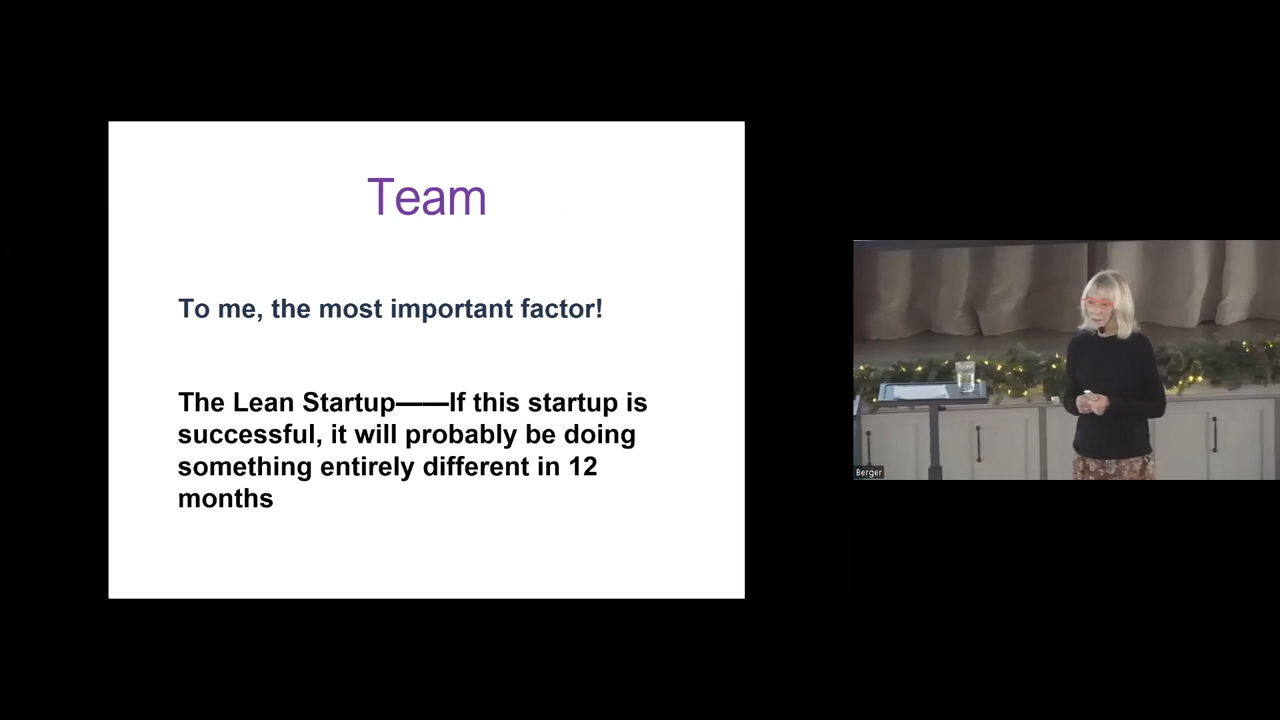 Team
To me, the most important factor!
The Lean Startup——If this startup is
successful, it will probably be doing
something entirely different in 12
months
Berger